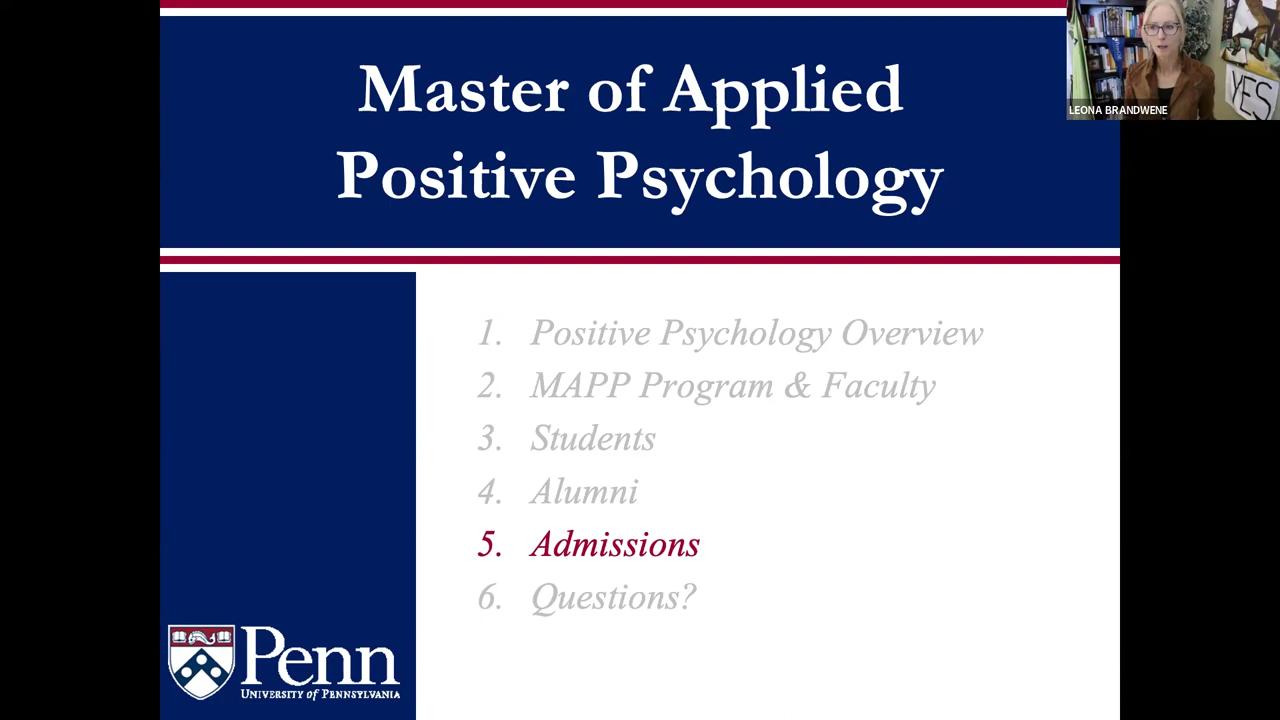 Master of Applied
Positive Psychology
YES
LEONA BRANDWENE
1. Positive Psychology Overview
2. MAPP Program & Faculty
3. Students
4. Alumni
5. Admissions
6. Questions?
Penn
UNIVERSITY of PENNSYLVANIA